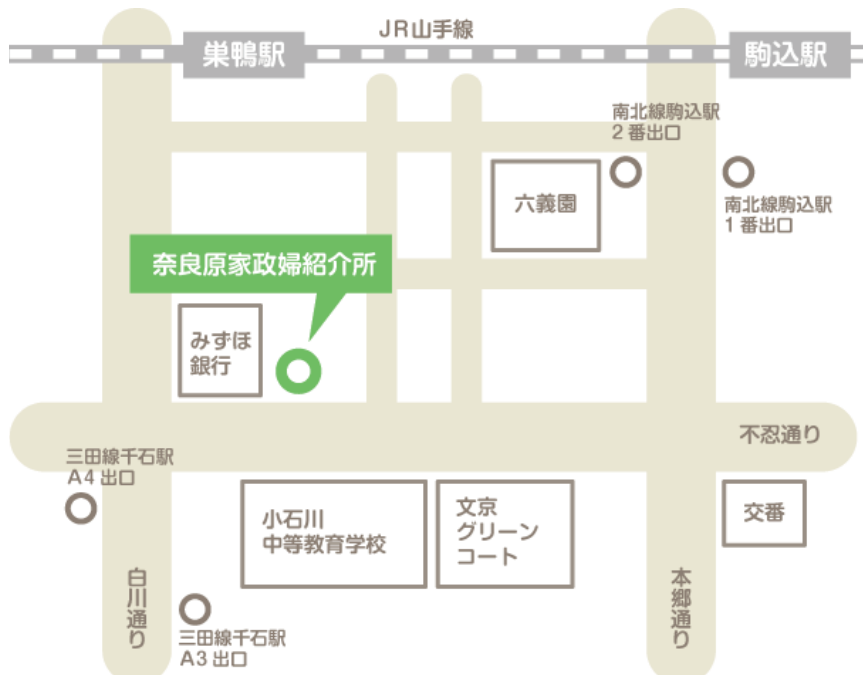 JR山手線
巣鴨駅
駒込駅
南北線駒込駅
2番出口
六義園
南北線駒込駅
1番出口
奈良原家政婦紹介所
みずほ
銀行
不忍通り
三田線千石駅
A4出口
小石川
中等教育学校
文京
グリーン
コート
交番
白川通り
本郷通り
三田線千石駅
A3出口